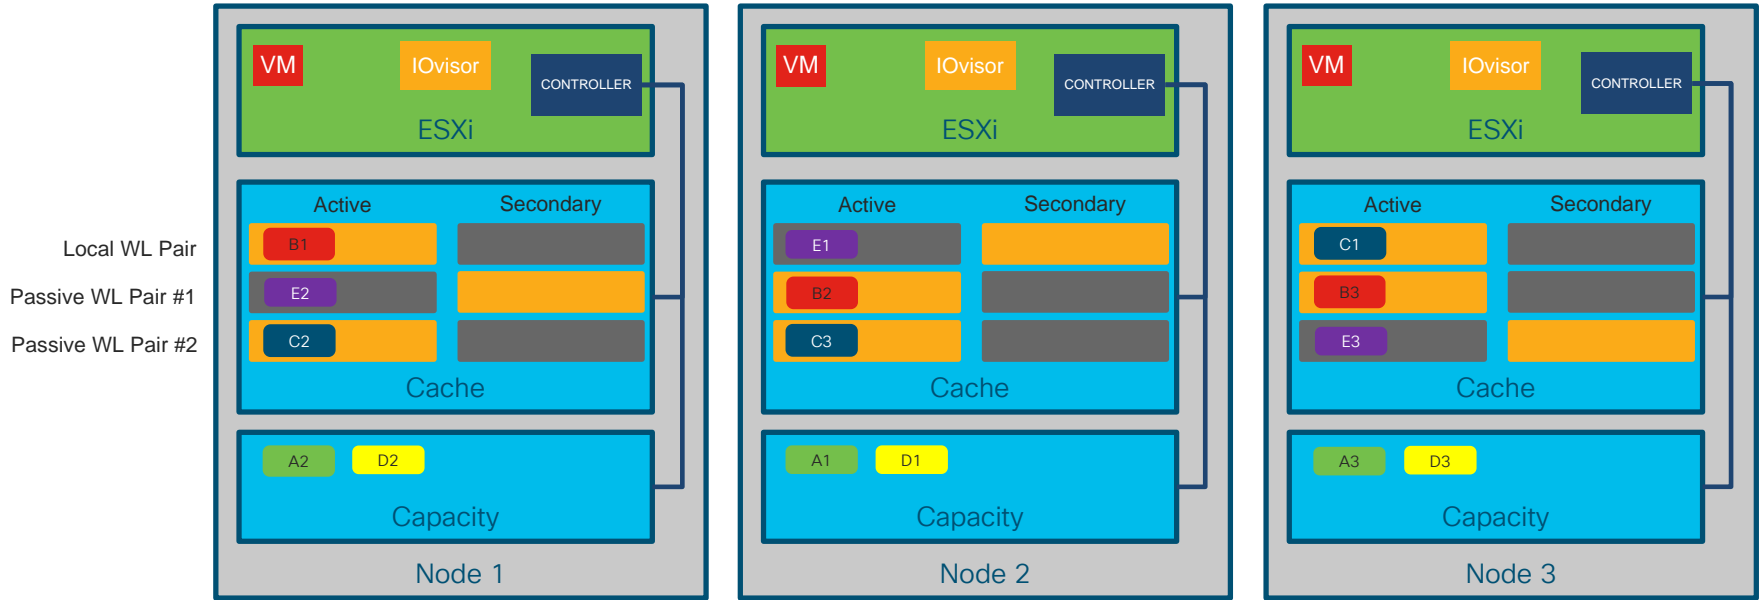 VM IOvisor CONTROLLER VM IOvisor CONTROLLER VM IOvisor CONTROLLER
ESXi ESXi ESXi
Active Secondary Active Secondary Active Secondary
Local WL Pair B1 E1 C1
Passive WL Pair #1 E2 B2 B3
Passive WL Pair #2 C2 C3 E3
Cache Cache Cache
A2 D2 A1 D1 A3 D3
Capacity Capacity Capacity
Node 1 Node 2 Node 3